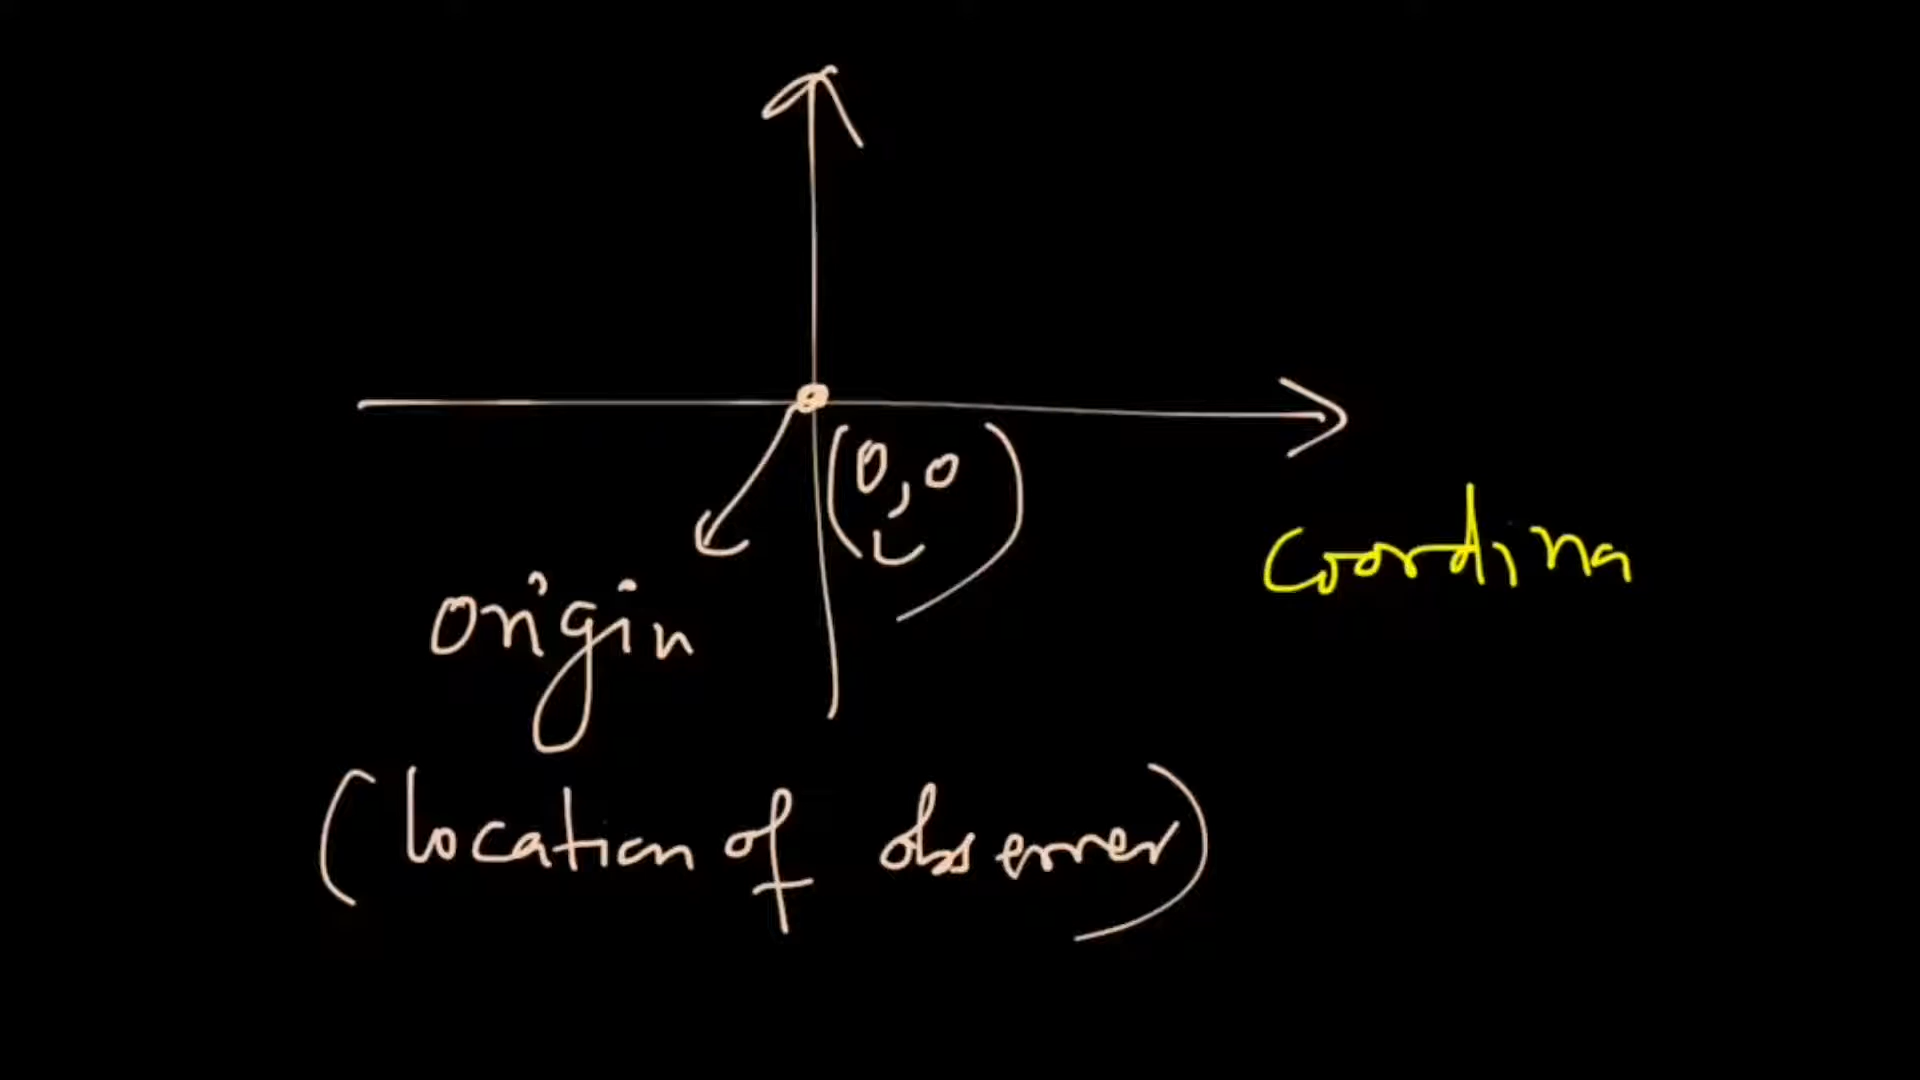 (0,0)
Coordina
origin
(location of observer)